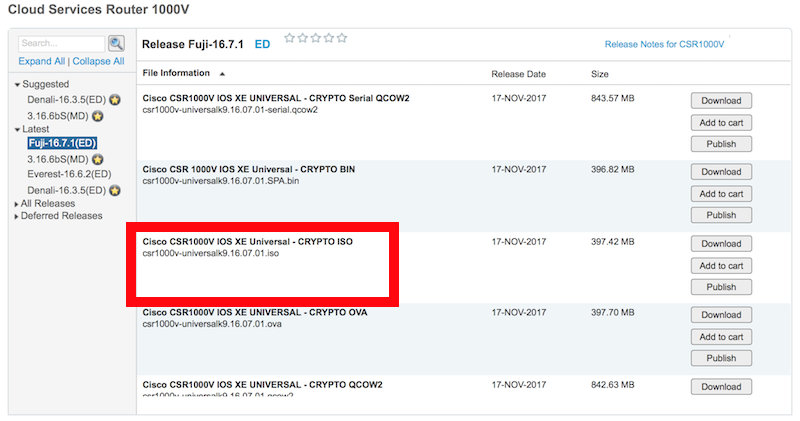 Cloud Services Router 1000V
Search...
Expand All | Collapse All
Suggested
Denali-16.3.5(ED)
3.16.6bS(MD)
Latest
Fuji-16.7.1(ED)
3.16.6bS(MD)
Everest-16.6.2(ED)
Denali-16.3.5(ED)
All Releases
Deferred Releases
Release Fuji-16.7.1 ED
Release Notes for CSR1000V
File Information Release Date Size
Cisco CSR1000V IOS XE UNIVERSAL - CRYPTO Serial QCOW2 17-NOV-2017 843.57 MB
csr1000v-universalk9.16.07.01-serial.qcow2
Download
Add to cart
Publish
Cisco CSR 1000V IOS XE Universal - CRYPTO BIN 17-NOV-2017 396.82 MB
csr1000v-universalk9.16.07.01.SPA.bin
Download
Add to cart
Publish
Cisco CSR1000V IOS XE Universal - CRYPTO ISO 17-NOV-2017 397.42 MB
csr1000v-universalk9.16.07.01.iso
Download
Add to cart
Publish
Cisco CSR1000V IOS XE UNIVERSAL - CRYPTO OVA 17-NOV-2017 397.70 MB
csr1000v-universalk9.16.07.01.ova
Download
Add to cart
Publish
Cisco CSR1000V IOS XE UNIVERSAL - CRYPTO QCOW2 17-NOV-2017 842.63 MB
csr1000v-universalk9.16.07.01.qcow2
Download